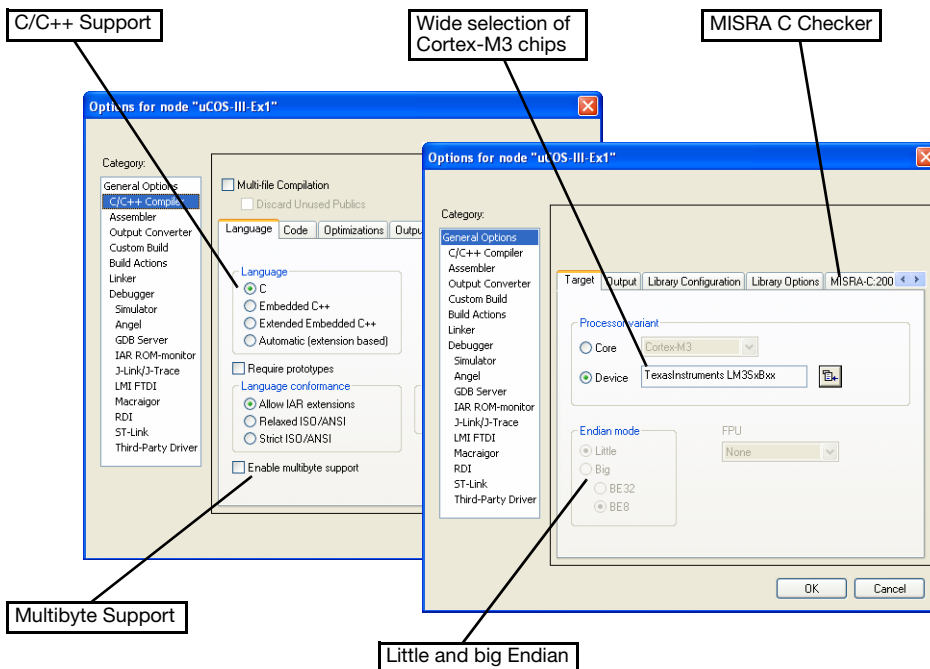 C/C++ Support
Wide selection of
Cortex-M3 chips
MISRA C Checker
Options for node "uCOS-III-Ex1"
Category:
General Options
C/C++ Compiler
Assembler
Output Converter
Custom Build
Build Actions
Linker
Debugger
Simulator
Angel
GDB Server
IAR ROM-monitor
J-Link/J-Trace
LMI FTDI
Macraigor
RDI
ST-Link
Third-Party Driver
Multi-file Compilation
Discard Unused Publics
Language Code Optimizations Outpu
Language
C
Embedded C++
Extended Embedded C++
Automatic (extension based)
Require prototypes
Language conformance
Allow IAR extensions
Relaxed ISO/ANSI
Strict ISO/ANSI
Enable multibyte support
Options for node "uCOS-III-Ex1"
Category:
General Options
C/C++ Compiler
Assembler
Output Converter
Custom Build
Build Actions
Linker
Debugger
Simulator
Angel
GDB Server
IAR ROM-monitor
J-Link/J-Trace
LMI FTDI
Macraigor
RDI
ST-Link
Third-Party Driver
Target Output Library Configuration Library Options MISRA-C:200
Processor variant
Core Cortex-M3
Device TexasInstruments LM3SxBxx
Endian mode
Little
Big
BE32
BE8
FPU
None
OK Cancel
Multibyte Support
Little and big Endian